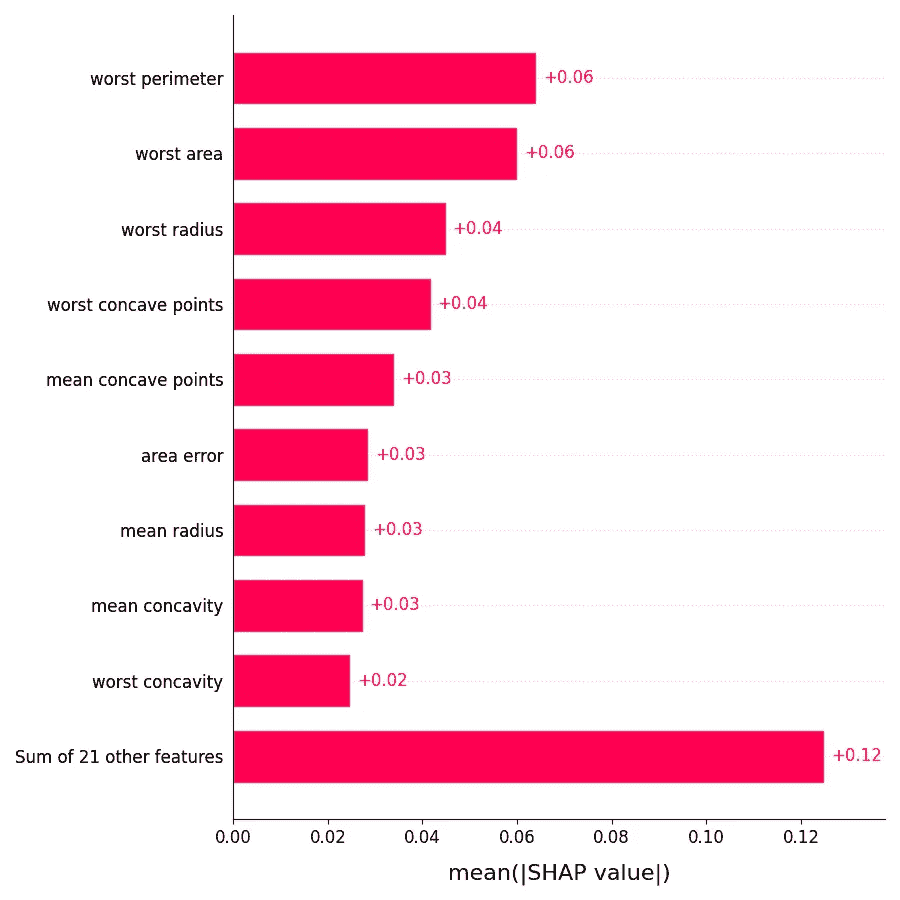 worst perimeter +0.06
worst area +0.06
worst radius +0.04
worst concave points +0.04
mean concave points +0.03
area error +0.03
mean radius +0.03
mean concavity +0.03
worst concavity +0.02
Sum of 21 other features +0.12
0.00 0.02 0.04 0.06 0.08 0.10 0.12
mean(|SHAP value|)